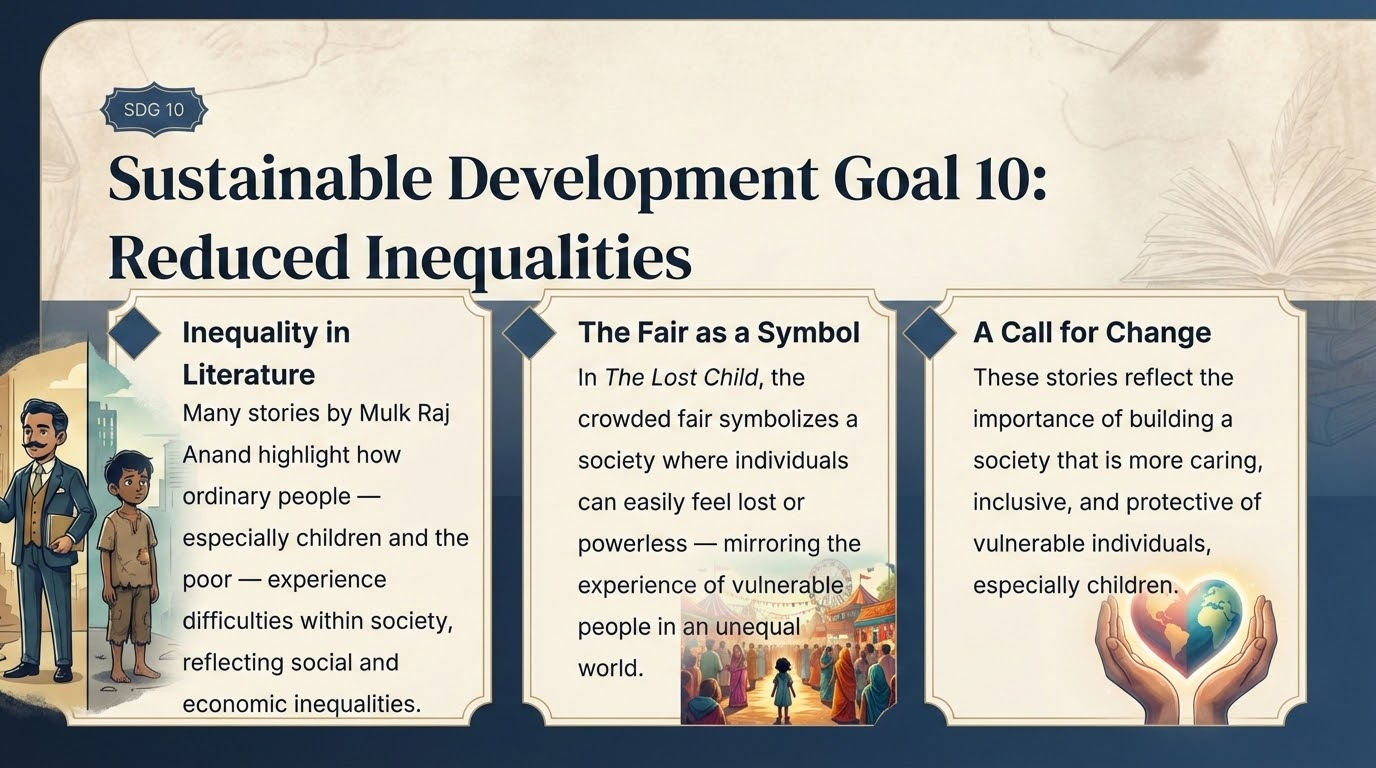 SDG 10
Sustainable Development Goal 10:
Reduced Inequalities
Inequality in
Literature
Many stories by Mulk Raj
Anand highlight how
ordinary people —
especially children and the
poor — experience
difficulties within society,
reflecting social and
economic inequalities.
The Fair as a Symbol
In The Lost Child, the
crowded fair symbolizes a
society where individuals
can easily feel lost or
powerless — mirroring the
experience of vulnerable
people in an unequal
world.
A Call for Change
These stories reflect the
importance of building a
society that is more caring,
inclusive, and protective of
vulnerable individuals,
especially children.